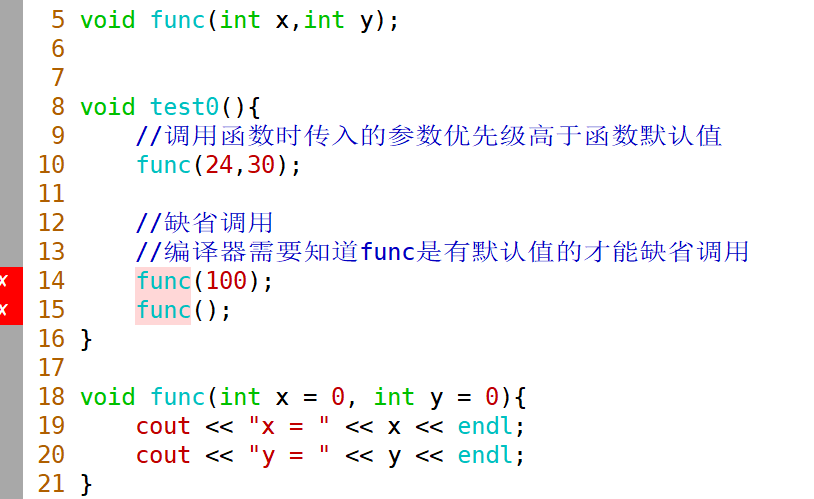 5 void func(int x,int y);
6
7
8 void test0(){
9     //调用函数时传入的参数优先级高于函数默认值
10     func(24,30);
11
12     //缺省调用
13     //编译器需要知道func是有默认值的才能缺省调用
x 14     func(100);
x 15     func();
16 }
17
18 void func(int x = 0, int y = 0){
19     cout << "x = " << x << endl;
20     cout << "y = " << y << endl;
21 }